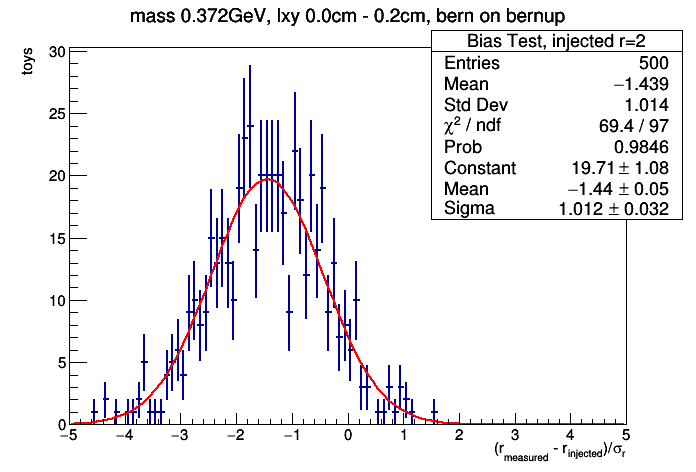 mass 0.372GeV, lxy 0.0cm - 0.2cm, bern on bernup
Bias Test, injected r=2
Entries 500
Mean −1.439
Std Dev 1.014
χ² / ndf 69.4 / 97
Prob 0.9846
Constant 19.71 ± 1.08
Mean −1.44 ± 0.05
Sigma 1.012 ± 0.032
toys
30
25
20
15
10
5
0
−5 −4 −3 −2 −1 0 1 2 3 4 5
(r_measured - r_injected)/σ_r